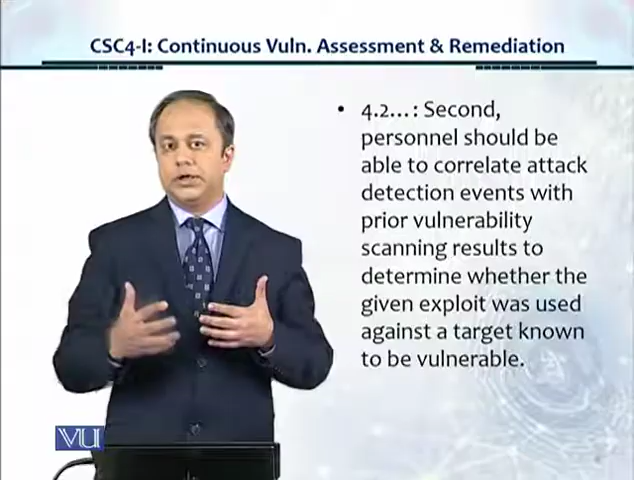 CSC4-I: Continuous Vuln. Assessment & Remediation
• 4.2...: Second,
personnel should be
able to correlate attack
detection events with
prior vulnerability
scanning results to
determine whether the
given exploit was used
against a target known
to be vulnerable.
VU